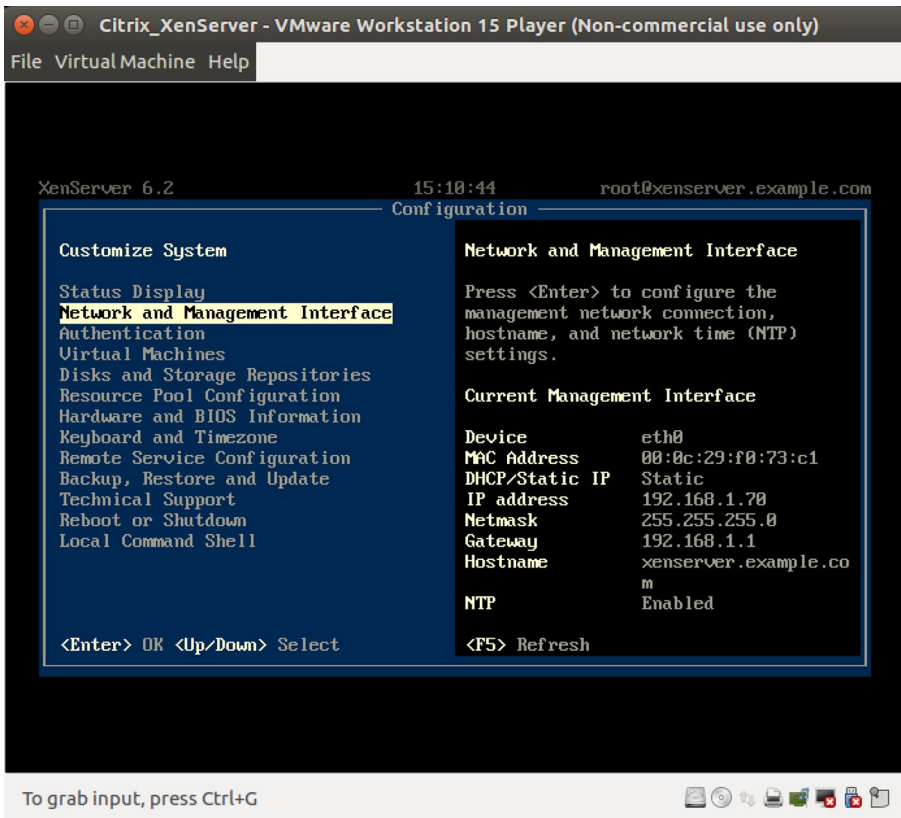 Citrix_XenServer - VMware Workstation 15 Player (Non-commercial use only)
File Virtual Machine Help
XenServer 6.2 15:10:44 root@xenserver.example.com
Configuration
Customize System
Status Display
Network and Management Interface
Authentication
Virtual Machines
Disks and Storage Repositories
Resource Pool Configuration
Hardware and BIOS Information
Keyboard and Timezone
Remote Service Configuration
Backup, Restore and Update
Technical Support
Reboot or Shutdown
Local Command Shell
<Enter> OK <Up/Down> Select
Network and Management Interface
Press <Enter> to configure the
management network connection,
hostname, and network time (NTP)
settings.
Current Management Interface
Device eth0
MAC Address 00:0c:29:f0:73:c1
DHCP/Static IP Static
IP address 192.168.1.70
Netmask 255.255.255.0
Gateway 192.168.1.1
Hostname xenserver.example.co
m
NTP Enabled
<F5> Refresh
To grab input, press Ctrl+G